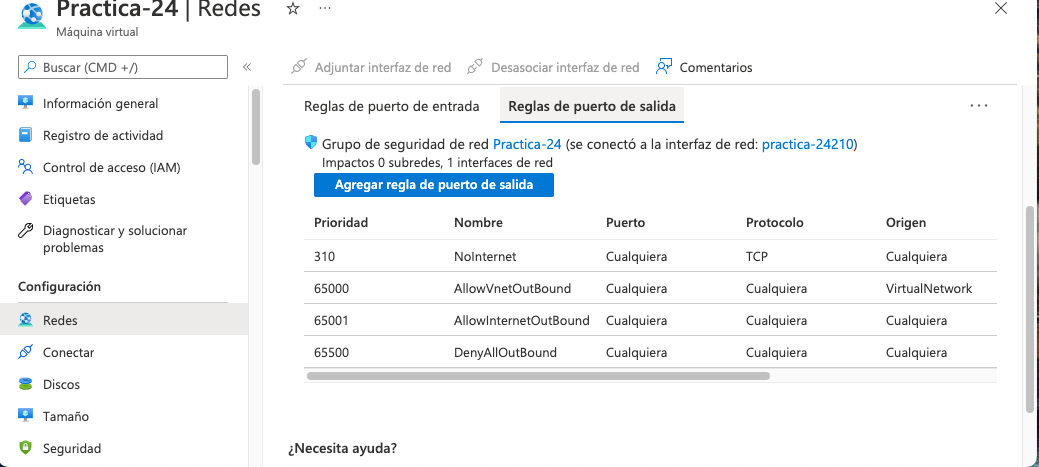 Practica-24 | Redes
Máquina virtual
Buscar (CMD +/)
Información general
Registro de actividad
Control de acceso (IAM)
Etiquetas
Diagnosticar y solucionar
problemas
Configuración
Redes
Conectar
Discos
Tamaño
Seguridad
Adjuntar interfaz de red Desasociar interfaz de red Comentarios
Reglas de puerto de entrada Reglas de puerto de salida
Grupo de seguridad de red Practica-24 (se conectó a la interfaz de red: practica-24210)
Impactos 0 subredes, 1 interfaces de red
Agregar regla de puerto de salida
Prioridad Nombre Puerto Protocolo Origen
310 NoInternet Cualquiera TCP Cualquiera
65000 AllowVnetOutBound Cualquiera Cualquiera VirtualNetwork
65001 AllowInternetOutBound Cualquiera Cualquiera Cualquiera
65500 DenyAllOutBound Cualquiera Cualquiera Cualquiera
¿Necesita ayuda?